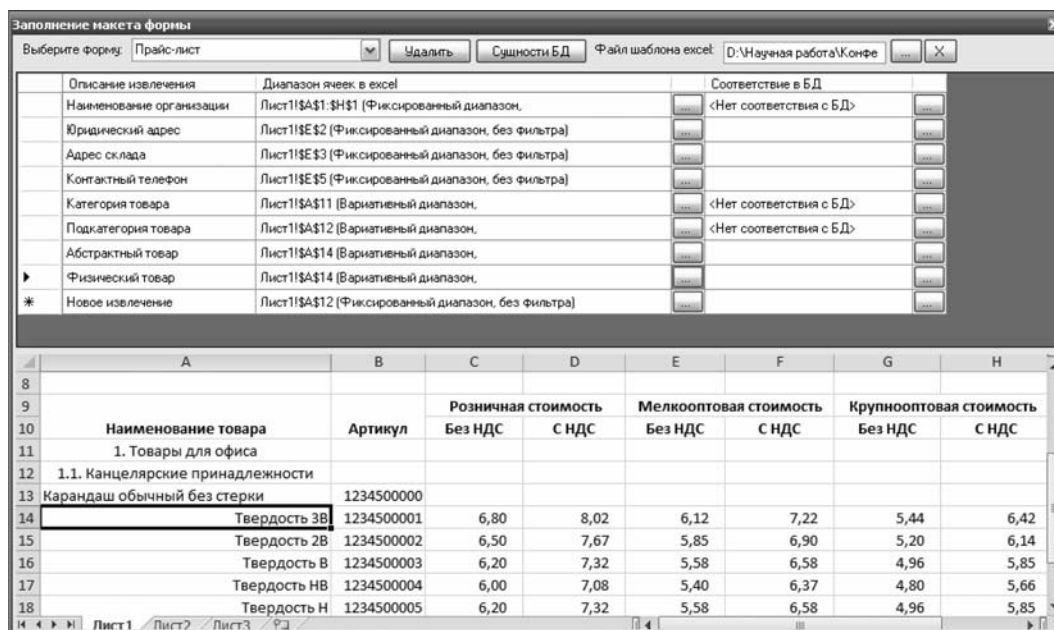 Заполнение макета формы
Выберите форму: Прайс-лист Удалить Сущности БД Файл шаблона excel: D:\Научная работа\Конфе ... X
Описание извлечения Диапазон ячеек в excel Соответствие в БД
Наименование организации Лист1!$A$1:$H$1 (Фиксированный диапазон, ... <Нет соответствия с БД> ...
Юридический адрес Лист1!$E$2 (Фиксированный диапазон, без фильтра) ... ...
Адрес склада Лист1!$E$3 (Фиксированный диапазон, без фильтра) ... ...
Контактный телефон Лист1!$E$5 (Фиксированный диапазон, без фильтра) ... ...
Категория товара Лист1!$A$11 (Вариативный диапазон, ... <Нет соответствия с БД> ...
Подкатегория товара Лист1!$A$12 (Вариативный диапазон, ... <Нет соответствия с БД> ...
Абстрактный товар Лист1!$A$14 (Вариативный диапазон, ... ...
Физический товар Лист1!$A$14 (Вариативный диапазон, ... ...
Новое извлечение Лист1!$A$12 (Фиксированный диапазон, без фильтра) ... ...
A B C D E F G H
8
9 Розничная стоимость Мелкооптовая стоимость Крупнооптовая стоимость
10 Наименование товара Артикул Без НДС С НДС Без НДС С НДС Без НДС С НДС
11 1. Товары для офиса
12 1.1. Канцелярские принадлежности
13 Карандаш обычный без стерки 1234500000
14 Твердость 3В 1234500001 6,80 8,02 6,12 7,22 5,44 6,42
15 Твердость 2В 1234500002 6,50 7,67 5,85 6,90 5,20 6,14
16 Твердость В 1234500003 6,20 7,32 5,58 6,58 4,96 5,85
17 Твердость НВ 1234500004 6,00 7,08 5,40 6,37 4,80 5,66
18 Твердость Н 1234500005 6,20 7,32 5,58 6,58 4,96 5,85
Лист1 Лист2 Лист3